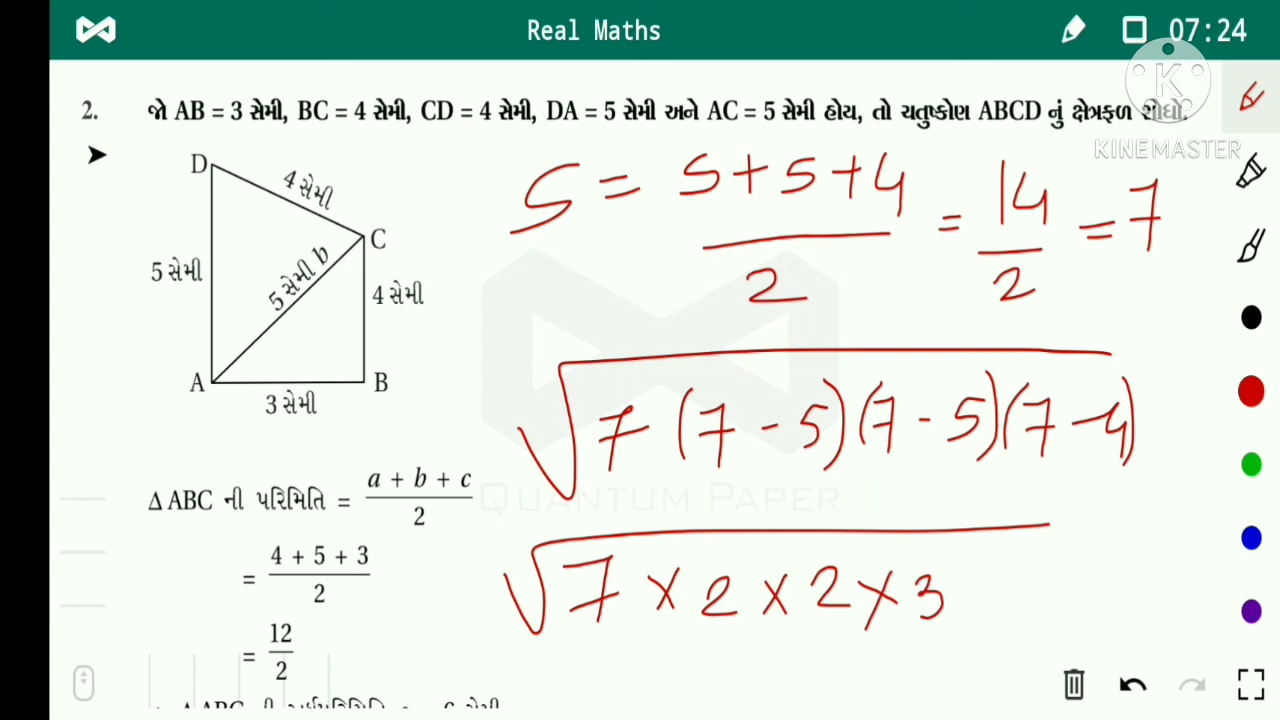 Real Maths
07:24
2. જો AB = 3 સેમી, BC = 4 સેમી, CD = 4 સેમી, DA = 5 સેમી અને AC = 5 સેમી હોય, તો ચતુષ્કોણ ABCD નું ક્ષેત્રફળ શોધો.
K
KINEMASTER
D
4 સેમી
C
5 સેમી
5 સેમી b
4 સેમી
A
B
3 સેમી
S = 5+5+4 / 2 = 14 / 2 = 7
√7 (7 - 5)(7 - 5)(7 - 4)
QUANTUM PAPER
√7 × 2 × 2 × 3
Δ ABC ની પરિમિતિ = a + b + c / 2
= 4 + 5 + 3 / 2
= 12 / 2